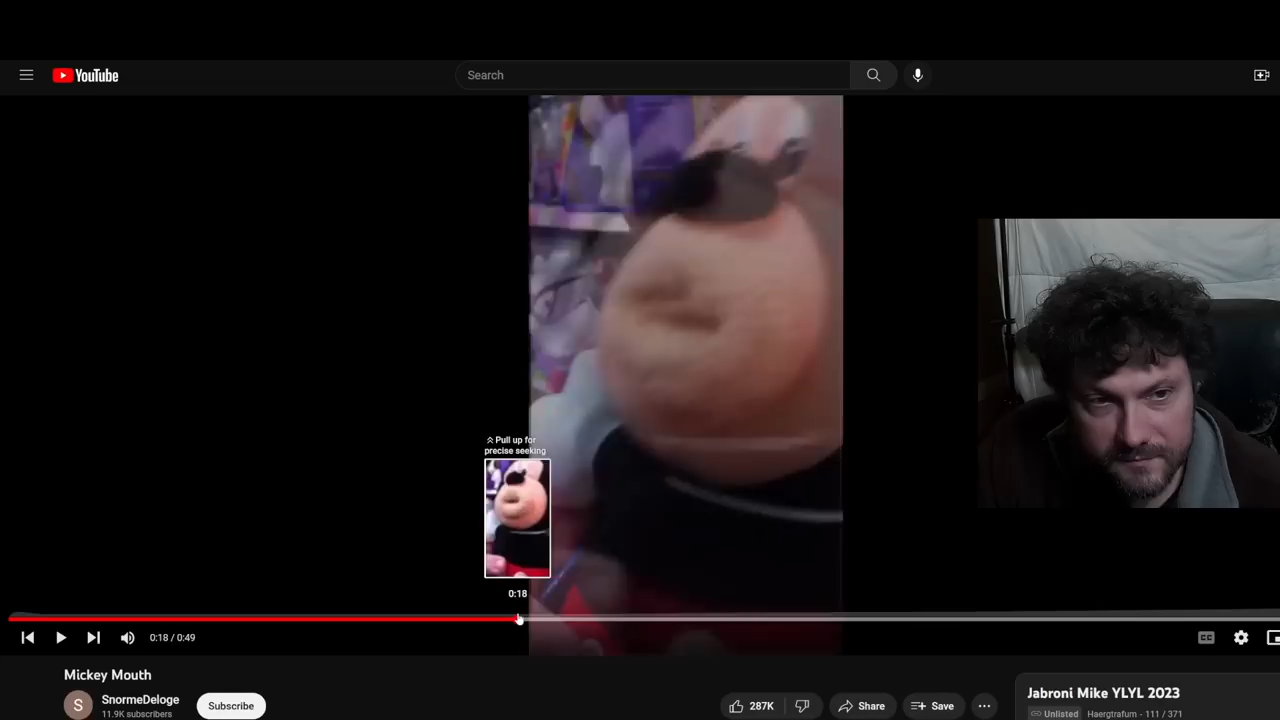 YouTube
Search
Pull up for
precise seeking
0:18
0:18 / 0:49
CC
Mickey Mouth
S
SnormeDeloge
11.9K subscribers
Subscribe
287K
Share
Save
Jabroni Mike YLYL 2023
Unlisted
Haergtrafum - 111 / 371